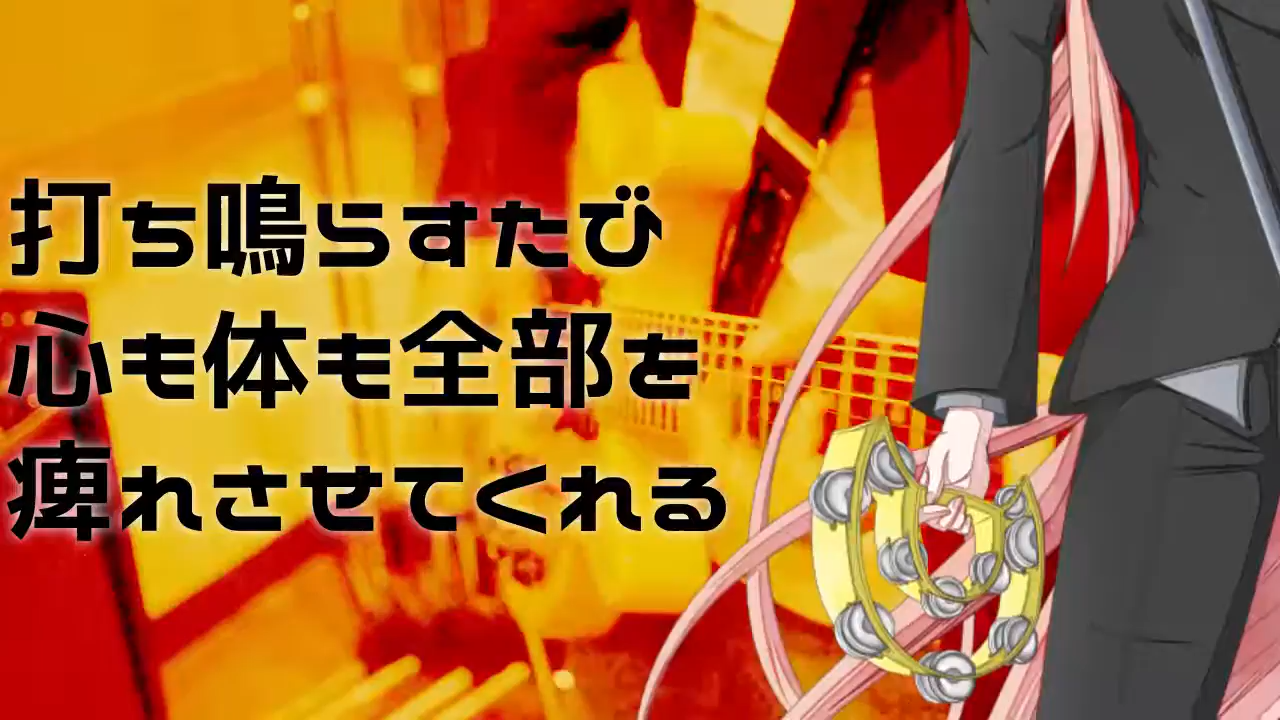 打ち鳴らすたび
心も体も全部を
痺れさせてくれる